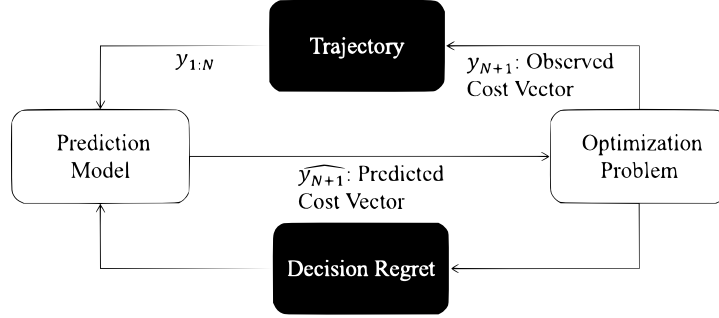 Trajectory
y_{1:N}
y_{N+1}: Observed
Cost Vector
Prediction
Model
Optimization
Problem
\widehat{y_{N+1}}: Predicted
Cost Vector
Decision Regret